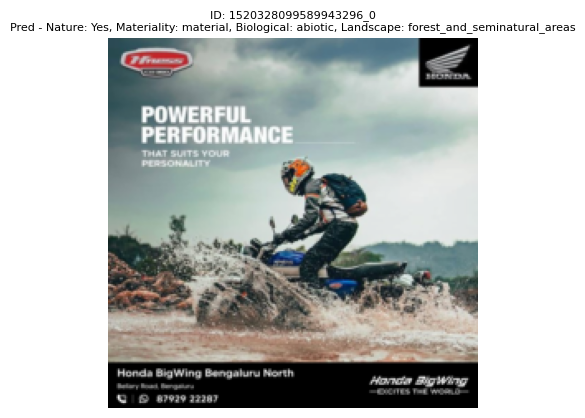 ID: 1520328099589943296_0
Pred - Nature: Yes, Materiality: material, Biological: abiotic, Landscape: forest_and_seminatural_areas
H'ness
HONDA
POWERFUL
PERFORMANCE
THAT SUITS YOUR
PERSONALITY
Honda BigWing Bengaluru North
Bellary Road, Bengaluru
87929 22287
Honda BigWing
EXCITES THE WORLD